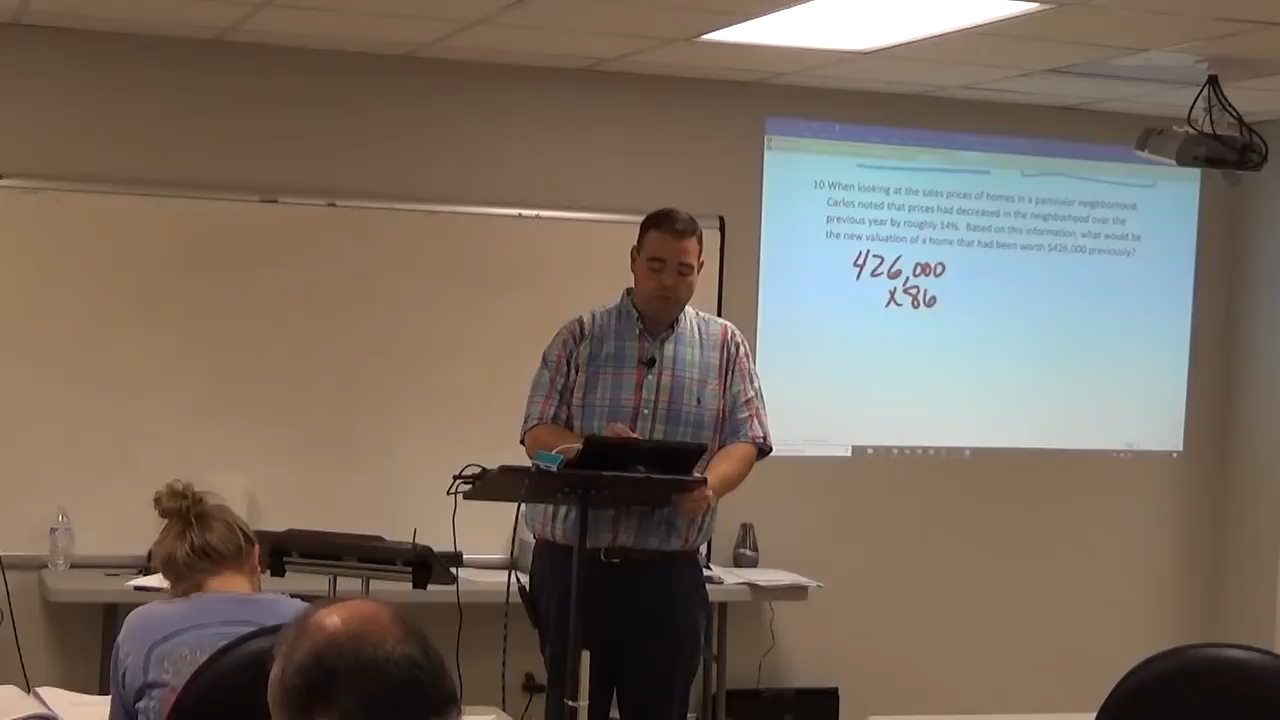 10 When looking at the sales prices of homes in a particular neighborhood,
Carlos noted that prices had decreased in the neighborhood over the
previous year by roughly 14%. Based on this information, what would be
the new valuation of a home that had been worth $426,000 previously?
426,000
x 86